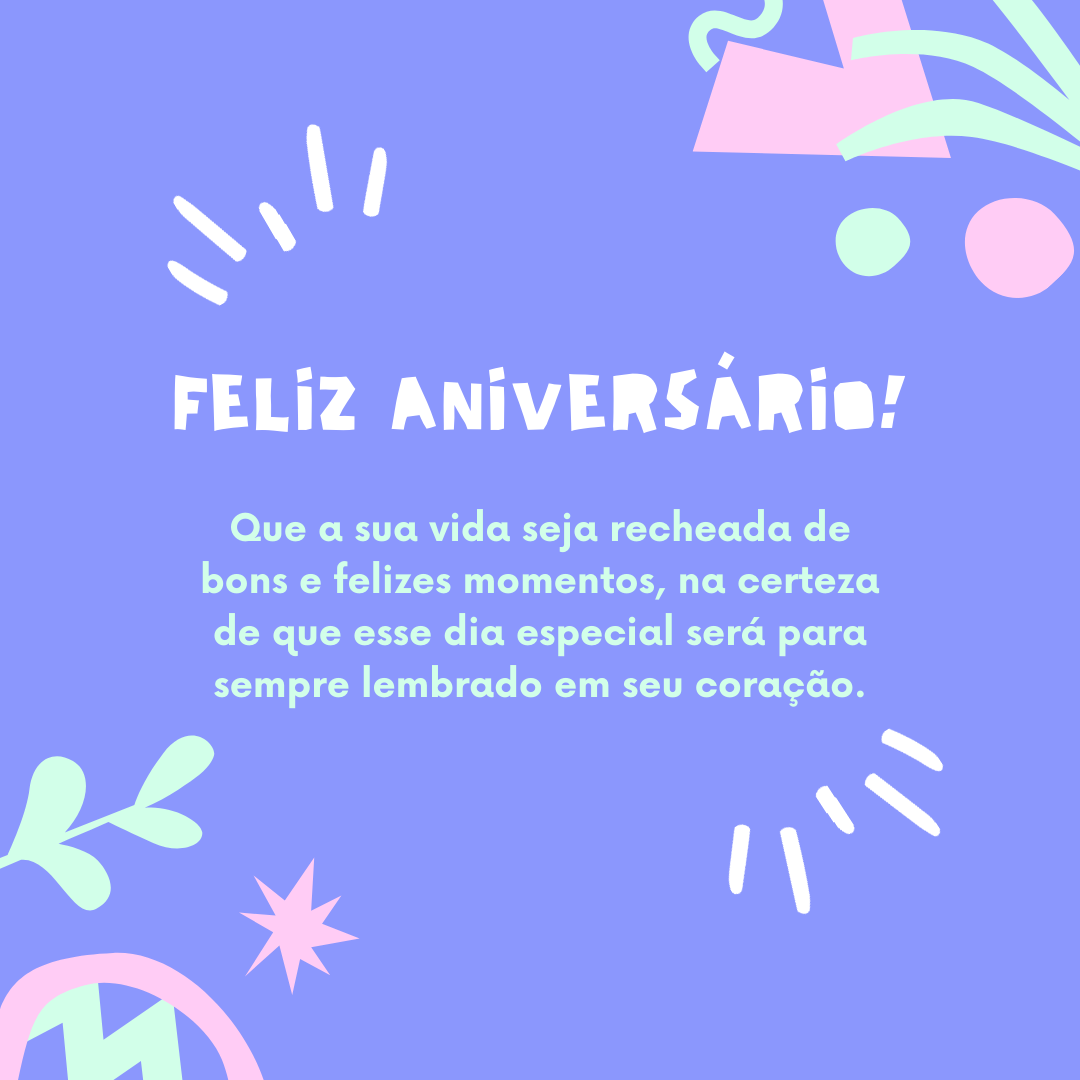 FELIZ ANIVERSÁRIO!
Que a sua vida seja recheada de
bons e felizes momentos, na certeza
de que esse dia especial será para
sempre lembrado em seu coração.